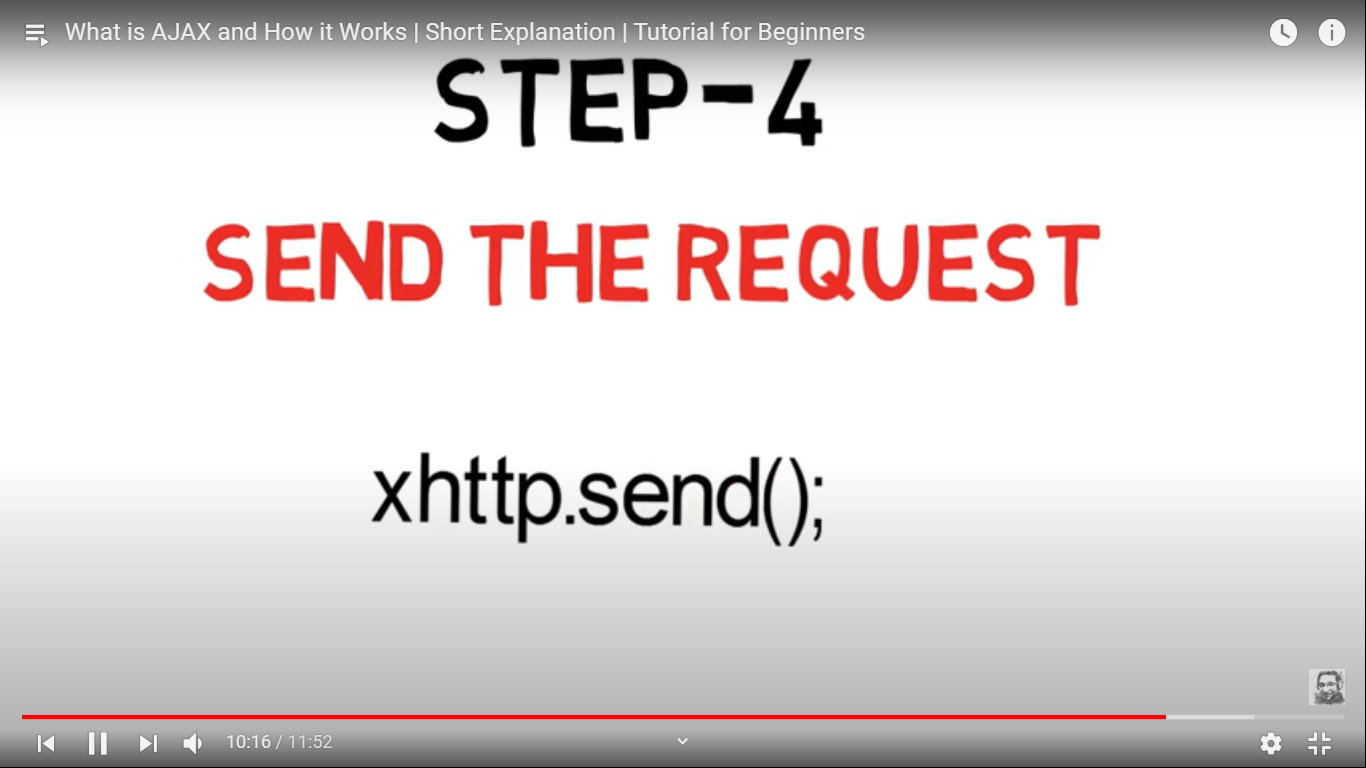 What is AJAX and How it Works | Short Explanation | Tutorial for Beginners
STEP-4
SEND THE REQUEST
xhttp.send();
10:16 / 11:52